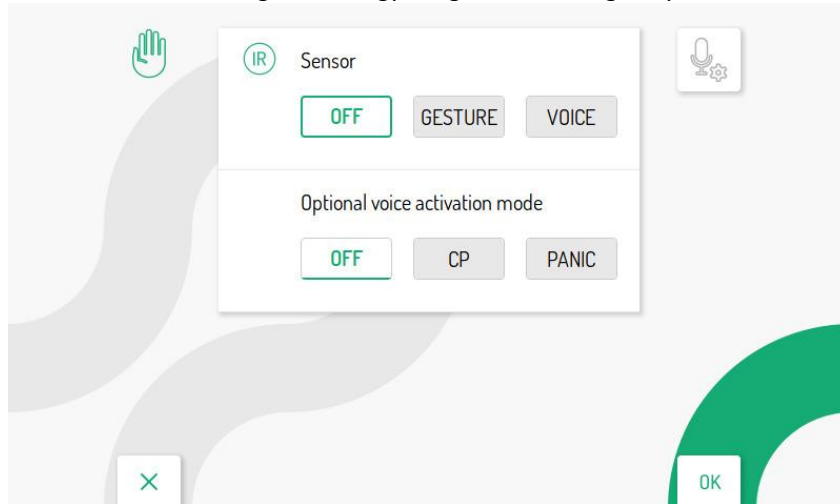 IR Sensor
OFF GESTURE VOICE
Optional voice activation mode
OFF CP PANIC
OK